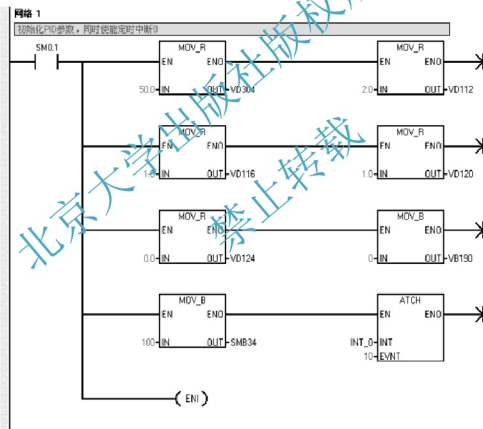 网络 1
初始化PID参数，同时使能定时中断0
SM0.1
MOV_R
EN ENO
50.0 IN OUT VD304
MOV_R
EN ENO
2.0 IN OUT VD112
MOV_R
EN ENO
1.0 IN OUT VD116
MOV_R
EN ENO
1.0 IN OUT VD120
MOV_R
EN ENO
0.0 IN OUT VD124
MOV_B
EN ENO
0 IN OUT VB190
MOV_B
EN ENO
100 IN OUT SMB34
ATCH
EN ENO
INT_0 INT
10 EVNT
ENI
北京大学出版社版权所
禁止转载